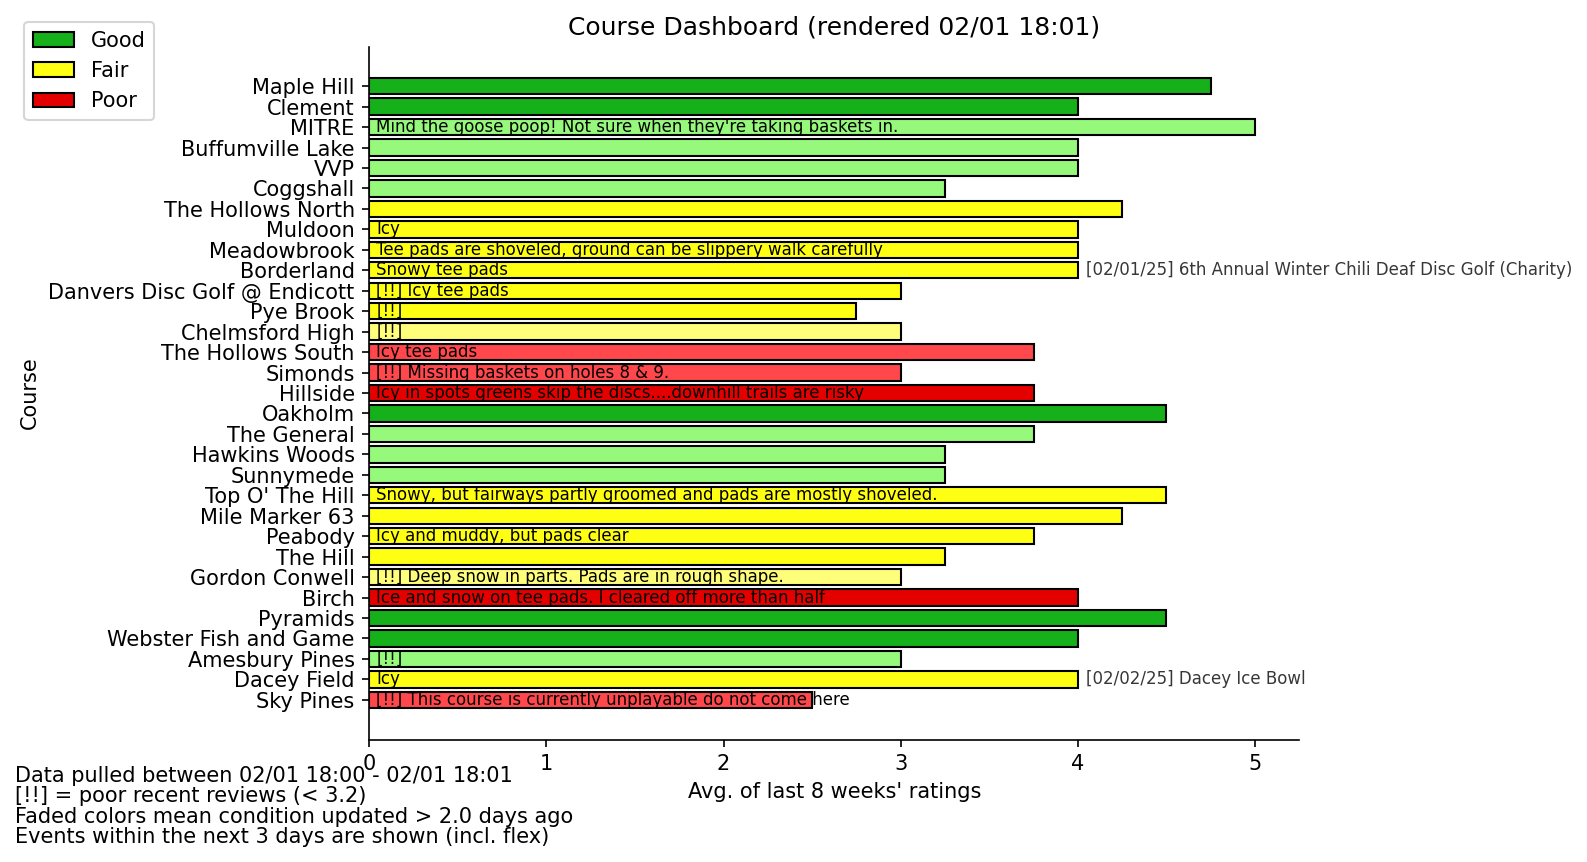 Course Dashboard (rendered 02/01 18:01)
Good
Fair
Poor
Course
Maple Hill
Clement
MITRE Mind the goose poop! Not sure when they're taking baskets in.
Buffumville Lake
VVP
Coggshall
The Hollows North
Muldoon Icy
Meadowbrook Tee pads are shoveled, ground can be slippery walk carefully
Borderland Snowy tee pads [02/01/25] 6th Annual Winter Chili Deaf Disc Golf (Charity)
Danvers Disc Golf @ Endicott [!!] Icy tee pads
Pye Brook [!!]
Chelmsford High [!!]
The Hollows South Icy tee pads
Simonds [!!] Missing baskets on holes 8 & 9.
Hillside Icy in spots greens skip the discs....downhill trails are risky
Oakholm
The General
Hawkins Woods
Sunnymede
Top O' The Hill Snowy, but fairways partly groomed and pads are mostly shoveled.
Mile Marker 63
Peabody Icy and muddy, but pads clear
The Hill
Gordon Conwell [!!] Deep snow in parts. Pads are in rough shape.
Birch Ice and snow on tee pads. I cleared off more than half
Pyramids
Webster Fish and Game
Amesbury Pines [!!]
Dacey Field Icy [02/02/25] Dacey Ice Bowl
Sky Pines [!!] This course is currently unplayable do not come here
0 1 2 3 4 5
Avg. of last 8 weeks' ratings
Data pulled between 02/01 18:00 - 02/01 18:01
[!!] = poor recent reviews (< 3.2)
Faded colors mean condition updated > 2.0 days ago
Events within the next 3 days are shown (incl. flex)